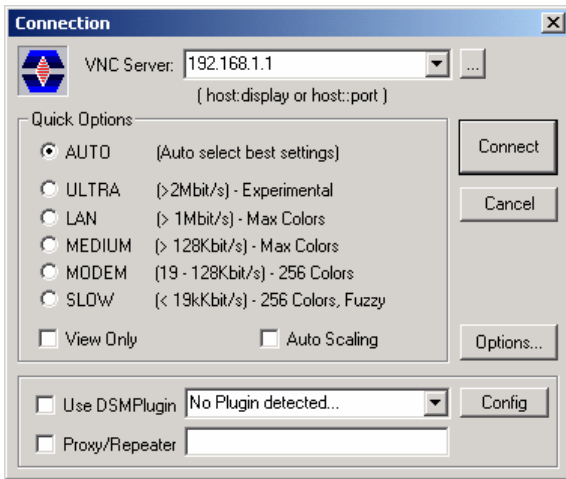 Connection
VNC Server: 192.168.1.1 ...
( host:display or host::port )
Quick Options
AUTO (Auto select best settings)
ULTRA (>2Mbit/s) - Experimental
LAN (> 1Mbit/s) - Max Colors
MEDIUM (> 128Kbit/s) - Max Colors
MODEM (19 - 128Kbit/s) - 256 Colors
SLOW (< 19kKbit/s) - 256 Colors, Fuzzy
View Only Auto Scaling
Connect
Cancel
Options...
Use DSMPlugin No Plugin detected... Config
Proxy/Repeater